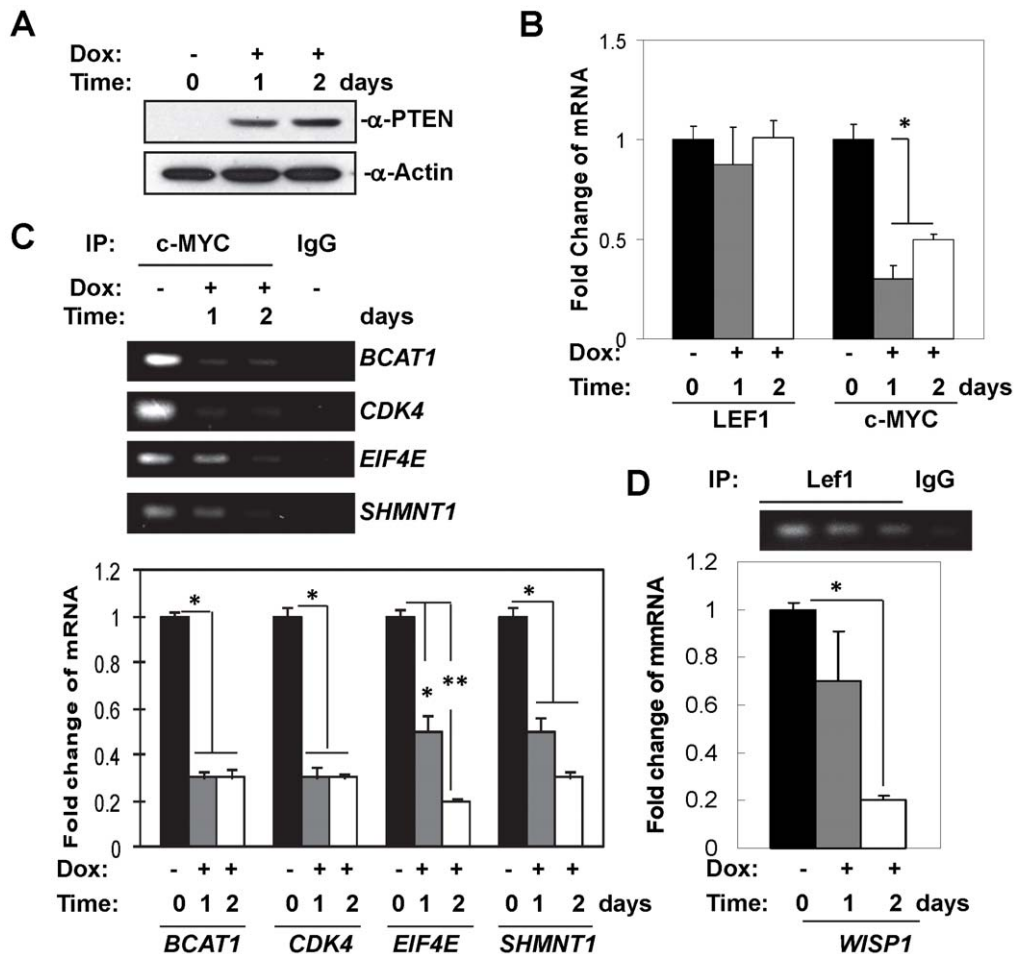 A
Dox: - + +
Time: 0 1 2 days
-α-PTEN
-α-Actin
B
Fold Change of mRNA
1.5
1
0.5
0
Dox: - + + - + +
Time: 0 1 2 0 1 2 days
LEF1 c-MYC
*
C
IP: c-MYC IgG
Dox: - + + -
Time: 1 2 days
BCAT1
CDK4
EIF4E
SHMNT1
Fold change of mRNA
1.2
1
0.8
0.6
0.4
0.2
0
* * * ** *
Dox: - + + - + + - + + - + +
Time: 0 1 2 0 1 2 0 1 2 0 1 2 days
BCAT1 CDK4 EIF4E SHMNT1
D
IP: Lef1 IgG
Fold change of mmRNA
1.2
1
0.8
0.6
0.4
0.2
0
*
Dox: - + +
Time: 0 1 2 days
WISP1